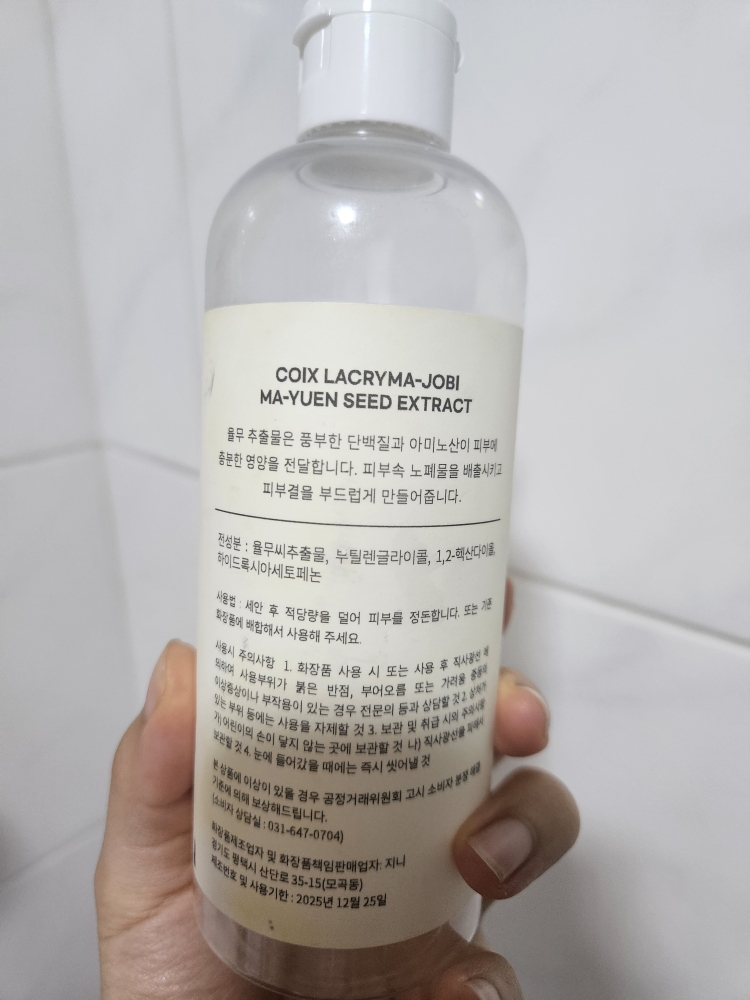 COIX LACRYMA-JOBI
MA-YUEN SEED EXTRACT
율무 추출물은 풍부한 단백질과 아미노산이 피부에
충분한 영양을 전달합니다. 피부속 노폐물을 배출시키고
피부결을 부드럽게 만들어줍니다.
전성분 : 율무씨추출물, 부틸렌글라이콜, 1,2-헥산다이올,
하이드록시아세토페논
사용법 : 세안 후 적당량을 덜어 피부를 정돈합니다. 또는 기존
화장품에 배합해서 사용해 주세요.
사용시 주의사항 1. 화장품 사용 시 또는 사용 후 직사광선 에
의하여 사용부위가 붉은 반점, 부어오름 또는 가려움 증등의
이상증상이나 부작용이 있는 경우 전문의 등과 상담할 것 2. 상처가
있는 부위 등에는 사용을 자제할 것 3. 보관 및 취급 시의 주의사항
가) 어린이의 손이 닿지 않는 곳에 보관할 것 나) 직사광선을 피해서
보관할 것 4. 눈에 들어갔을 때에는 즉시 씻어낼 것
본 상품에 이상이 있을 경우 공정거래위원회 고시 소비자 분쟁 해결
기준에 의해 보상해드립니다.
(소비자 상담실 : 031-647-0704)
화장품제조업자 및 화장품책임판매업자: 지니
경기도 평택시 산단로 35-15(모곡동)
제조번호 및 사용기한 : 2025년 12월 25일